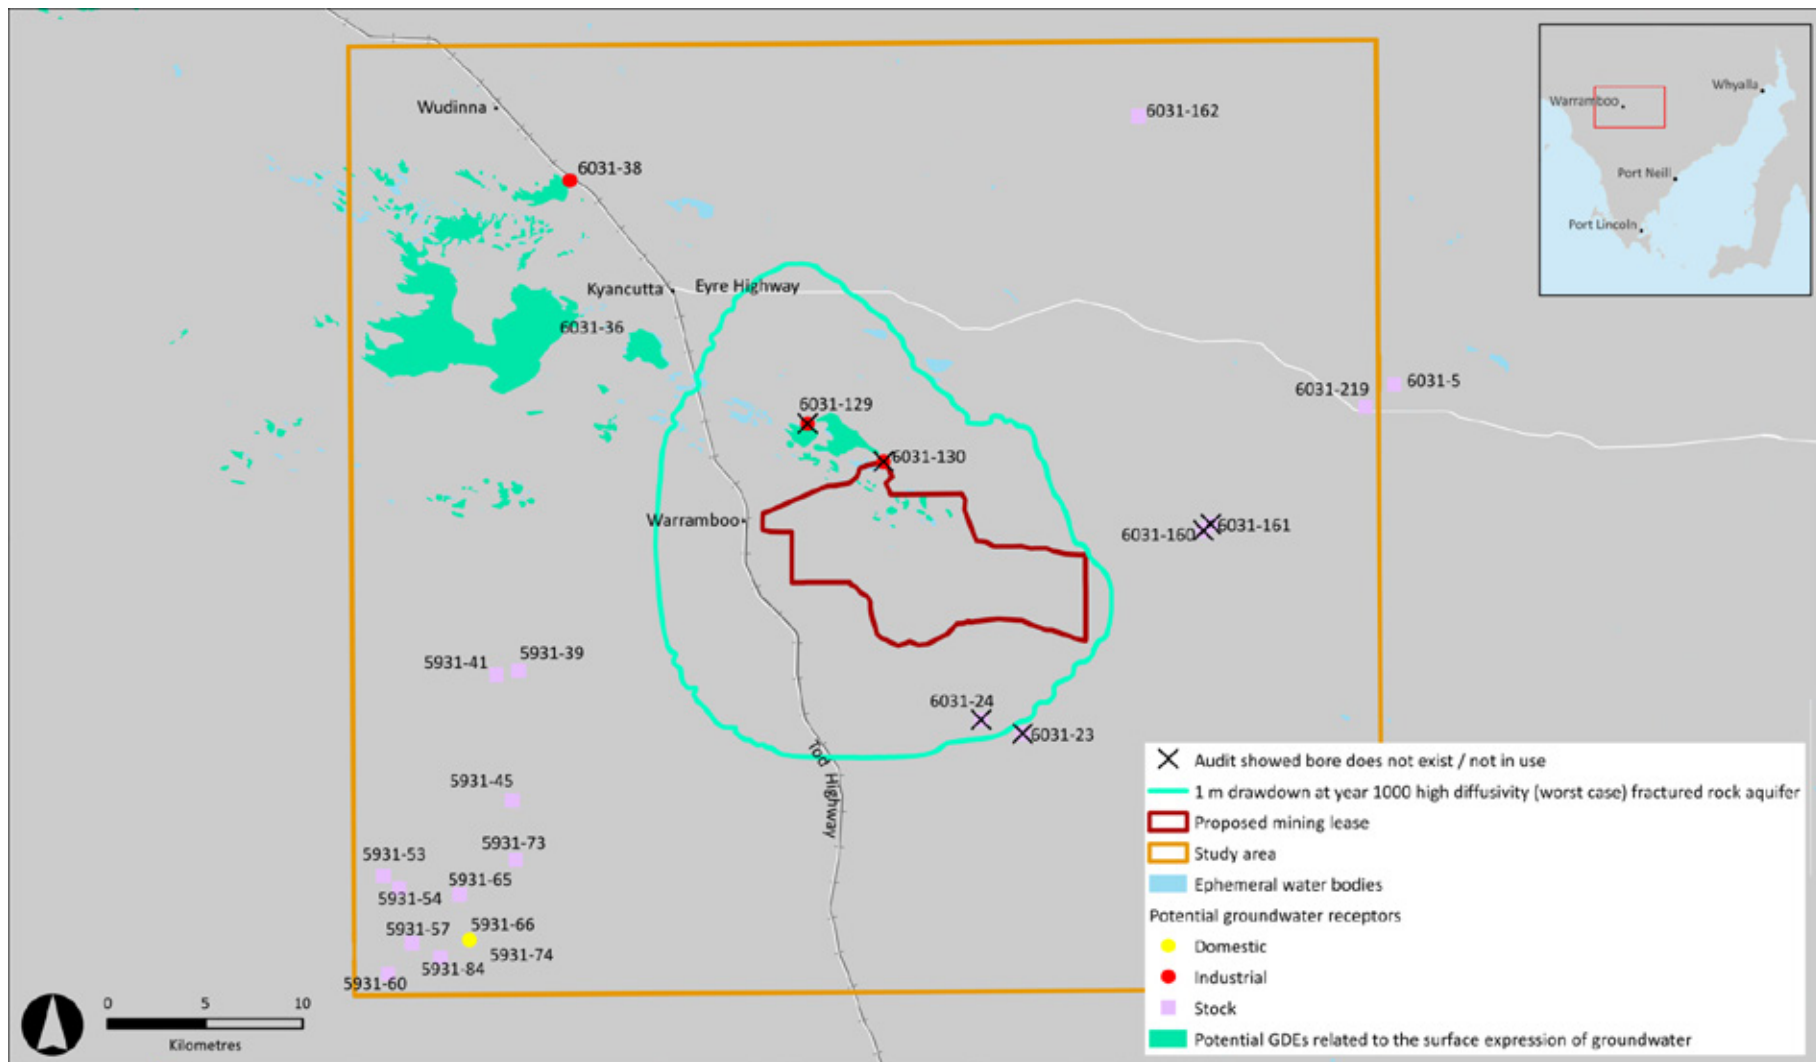 Wudinna
6031-162
Whyalla
Warramboo
6031-38
Port Neill
Port Lincoln
Kyancutta
Eyre Highway
6031-36
6031-219
6031-5
6031-129
6031-130
Warramboo
6031-161
6031-160
5931-41
5931-39
6031-24
6031-23
Tod Highway
5931-45
5931-73
5931-53
5931-65
5931-54
5931-66
5931-57
5931-74
5931-84
5931-60
0 5 10
Kilometres
Audit showed bore does not exist / not in use
1 m drawdown at year 1000 high diffusivity (worst case) fractured rock aquifer
Proposed mining lease
Study area
Ephemeral water bodies
Potential groundwater receptors
Domestic
Industrial
Stock
Potential GDEs related to the surface expression of groundwater